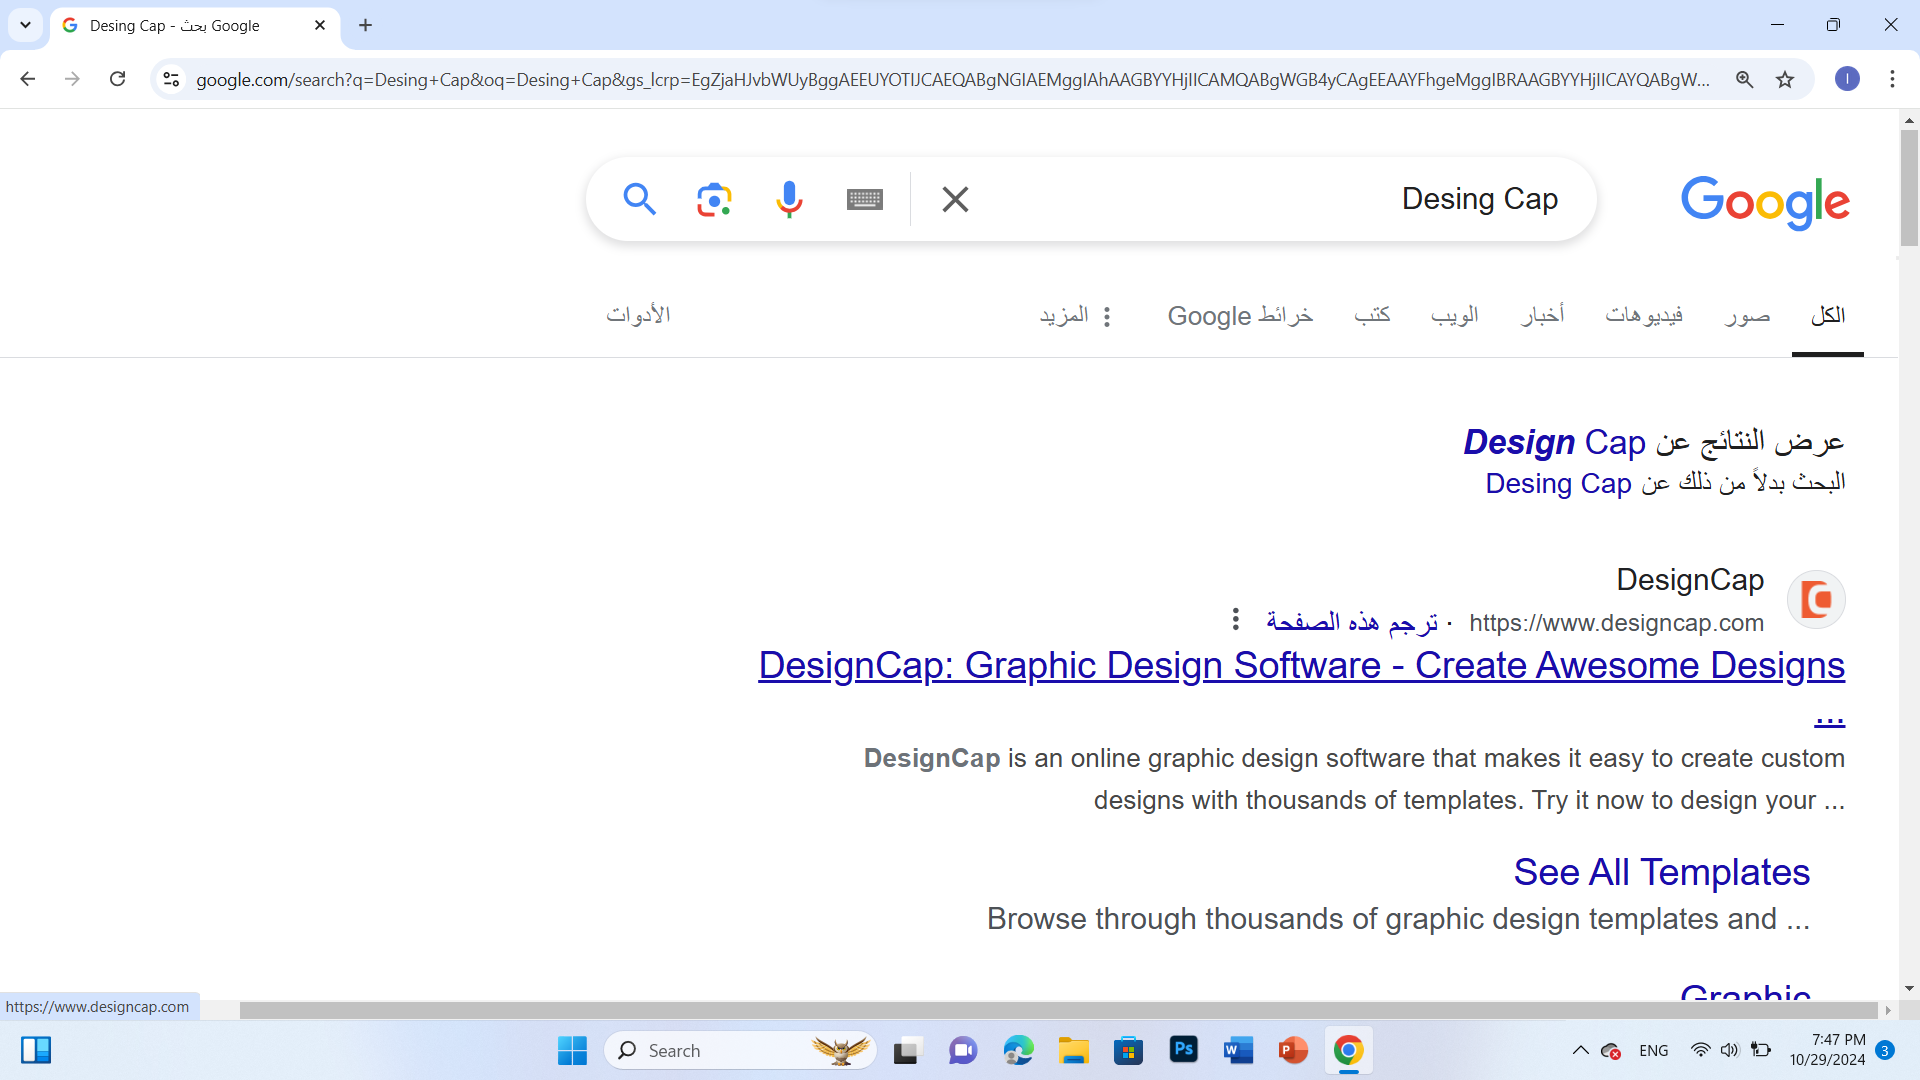 Desing Cap - بحث Google
google.com/search?q=Desing+Cap&oq=Desing+Cap&gs_lcrp=EgZjaHJvbWUyBggAEEUYOTIJCAEQABgNGIAEMggIAhAAGBYYHjIICAMQABgWGB4yCAgEEAAYFhgeMggIBRAAGBYYHjIICAYQABgW...
I
Desing Cap
Google
الكل
صور
فيديوهات
أخبار
الويب
كتب
خرائط Google
المزيد
الأدوات
عرض النتائج عن Design Cap
البحث بدلاً من ذلك عن Desing Cap
DesignCap
https://www.designcap.com · ترجم هذه الصفحة
DesignCap: Graphic Design Software - Create Awesome Designs
...
DesignCap is an online graphic design software that makes it easy to create custom
designs with thousands of templates. Try it now to design your ...
See All Templates
Browse through thousands of graphic design templates and ...
Graphic
https://www.designcap.com
Search
Ps
W
P
ENG
7:47 PM
10/29/2024
3